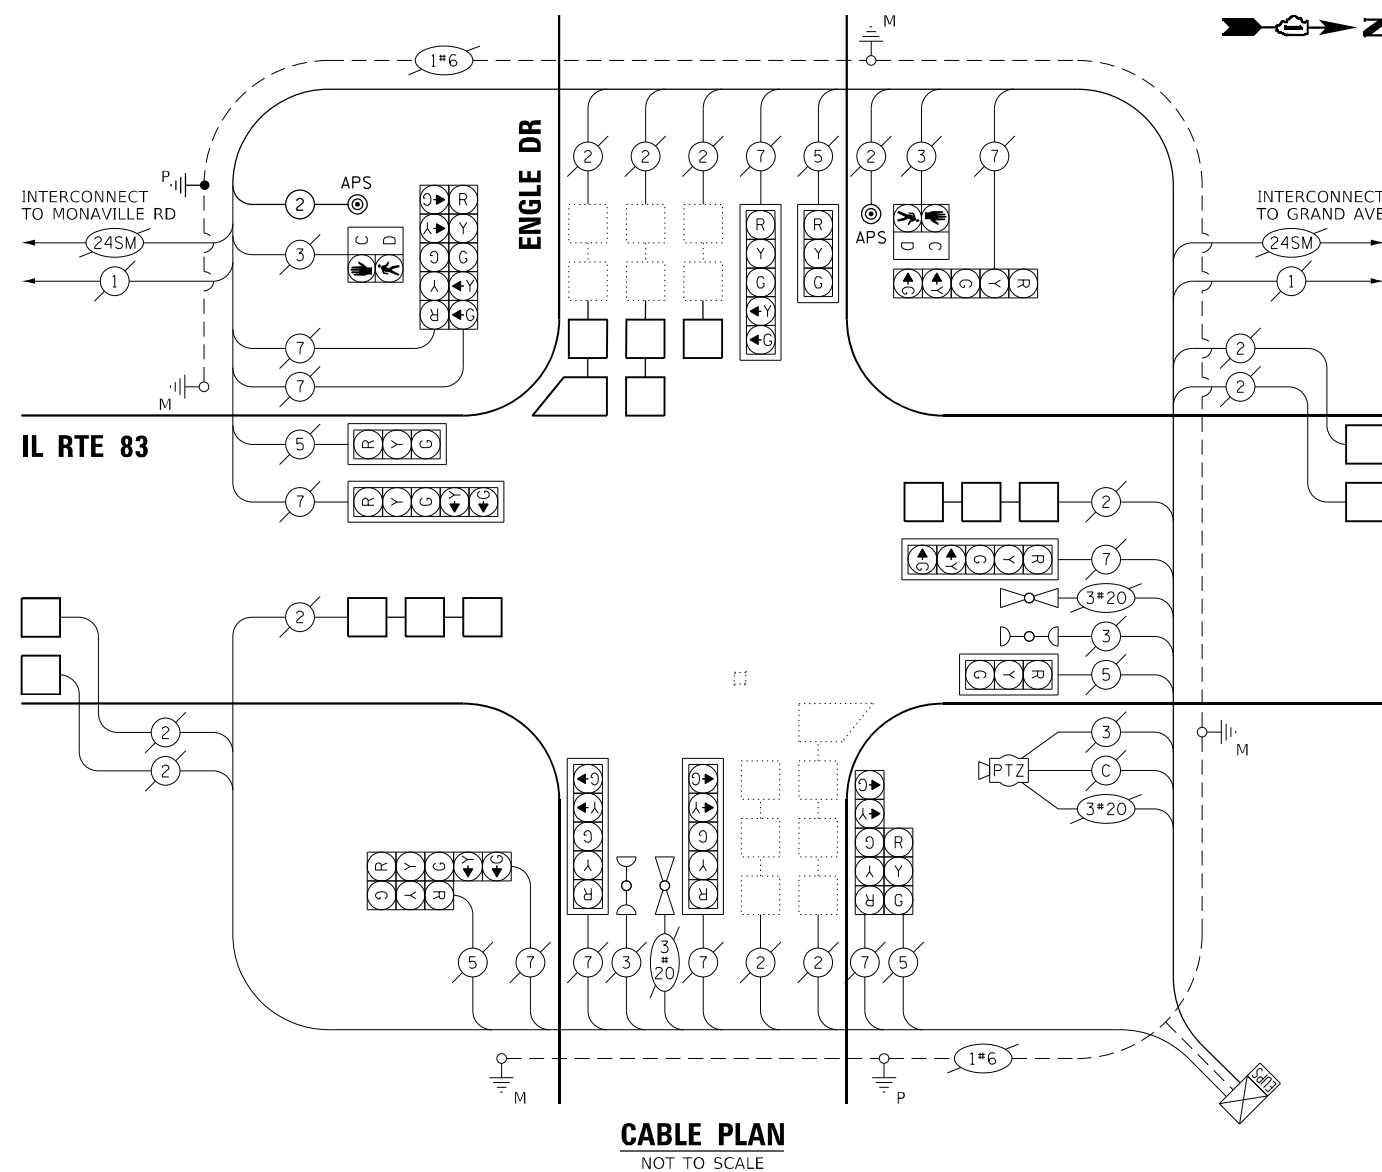 1#6
M
N
ENGLE DR
2
2
2
7
5
2
3
7
P
INTERCONNECT
TO MONAVILLE RD
2
APS
24SM
3
C D
1
G R
Y Y
G G
Y Y
R G
R
Y
G
Y
G
R
Y
G
APS
D C
G Y G Y R
INTERCONNECT
TO GRAND AVE
24SM
1
7
7
M
2
2
IL RTE 83
5
R Y G
7
R Y G Y G
2
G Y G Y R
7
3#20
3
G Y R
5
2
2
2
M
PTZ
3
C
3#20
G
Y
G
Y
R
G
Y
G
Y
R
G
Y
G R
Y Y
R G
R Y G Y G
G Y R
5
7
7
3
3
#
20
7
2
2
7
5
M
P
1#6
EUPS
CABLE PLAN
NOT TO SCALE